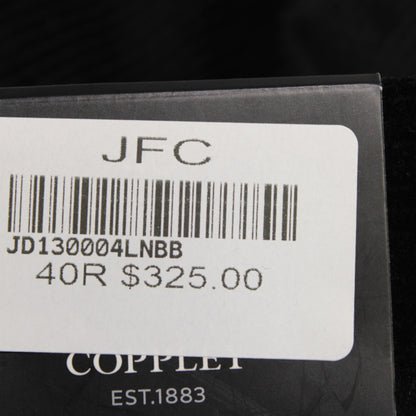 JFC
JD130004LNBB
40R $325.00
COPPLEY
EST.1883